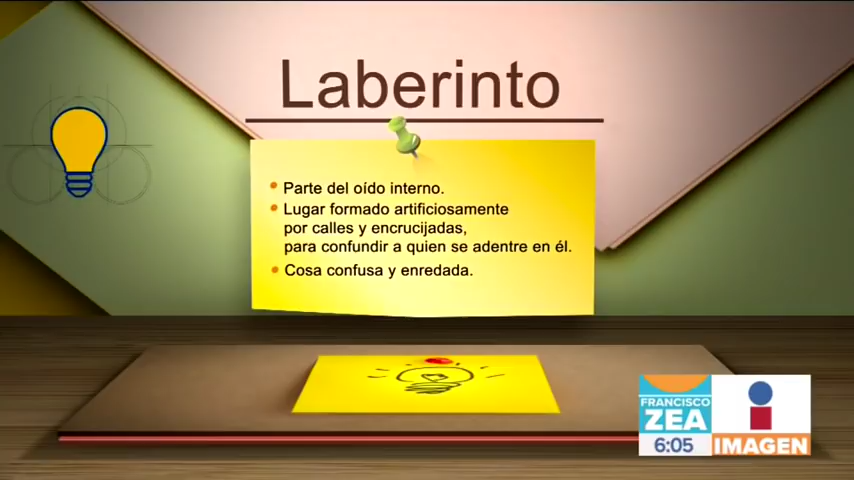 Laberinto
Parte del oído interno.
Lugar formado artificiosamente
por calles y encrucijadas,
para confundir a quien se adentre en él.
Cosa confusa y enredada.
FRANCISCO
ZEA
6:05
IMAGEN